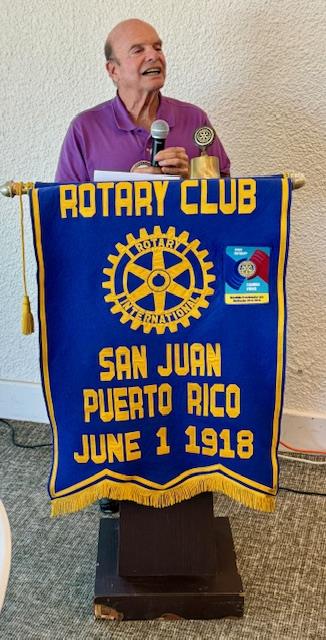 ROTARY CLUB
ROTARY
INTERNATIONAL
SAN JUAN
PUERTO RICO
JUNE 1 1918